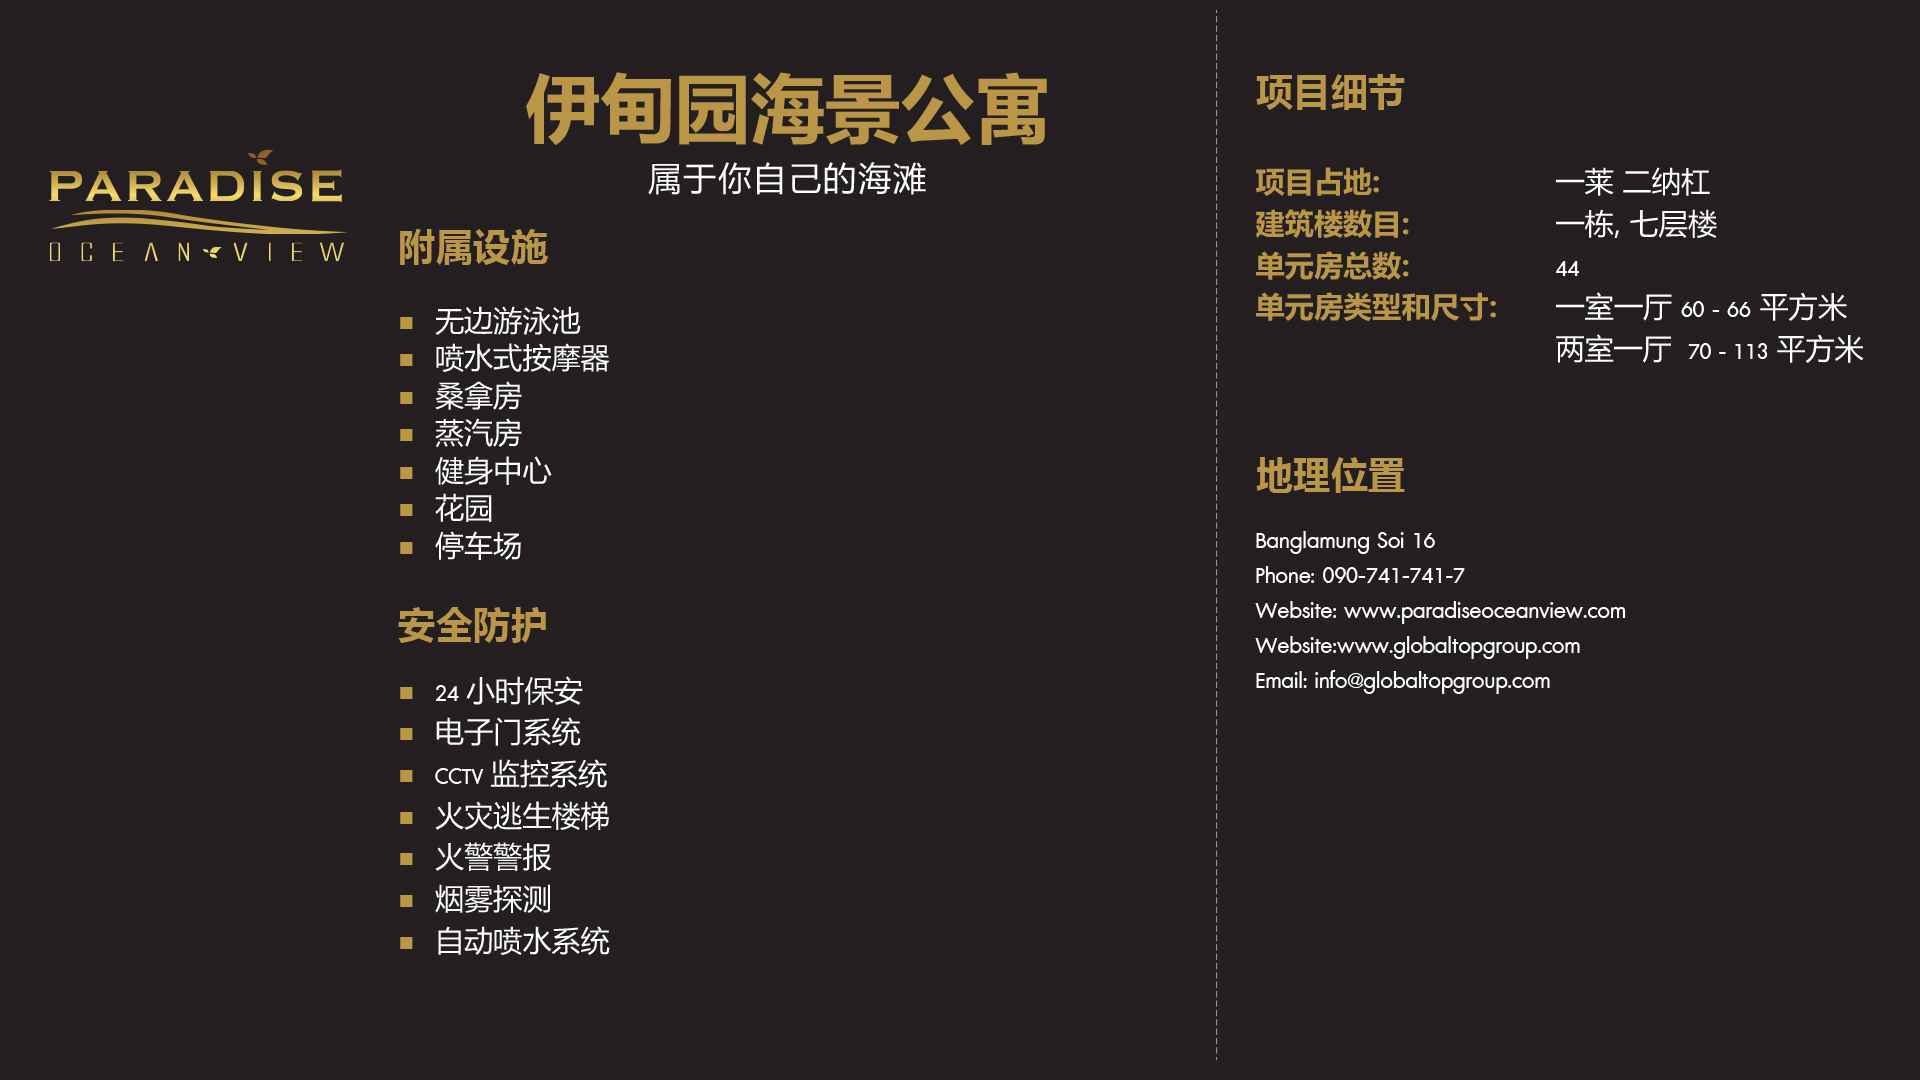 PARADISE
OCEAN VIEW
伊甸园海景公寓
属于你自己的海滩
附属设施
无边游泳池
喷水式按摩器
桑拿房
蒸汽房
健身中心
花园
停车场
安全防护
24 小时保安
电子门系统
CCTV 监控系统
火灾逃生楼梯
火警警报
烟雾探测
自动喷水系统
项目细节
项目占地: 一莱 二纳杠
建筑楼数目: 一栋, 七层楼
单元房总数: 44
单元房类型和尺寸: 一室一厅 60 - 66 平方米
两室一厅 70 - 113 平方米
地理位置
Banglamung Soi 16
Phone: 090-741-741-7
Website: www.paradiseoceanview.com
Website:www.globaltopgroup.com
Email: info@globaltopgroup.com